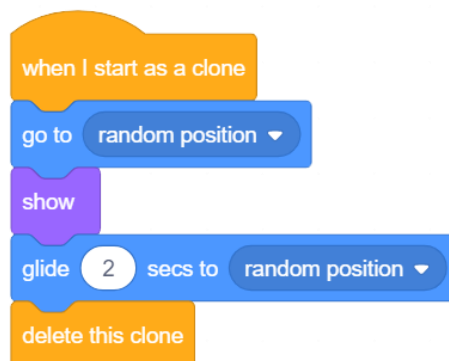 when I start as a clone
go to random position
show
glide 2 secs to random position
delete this clone